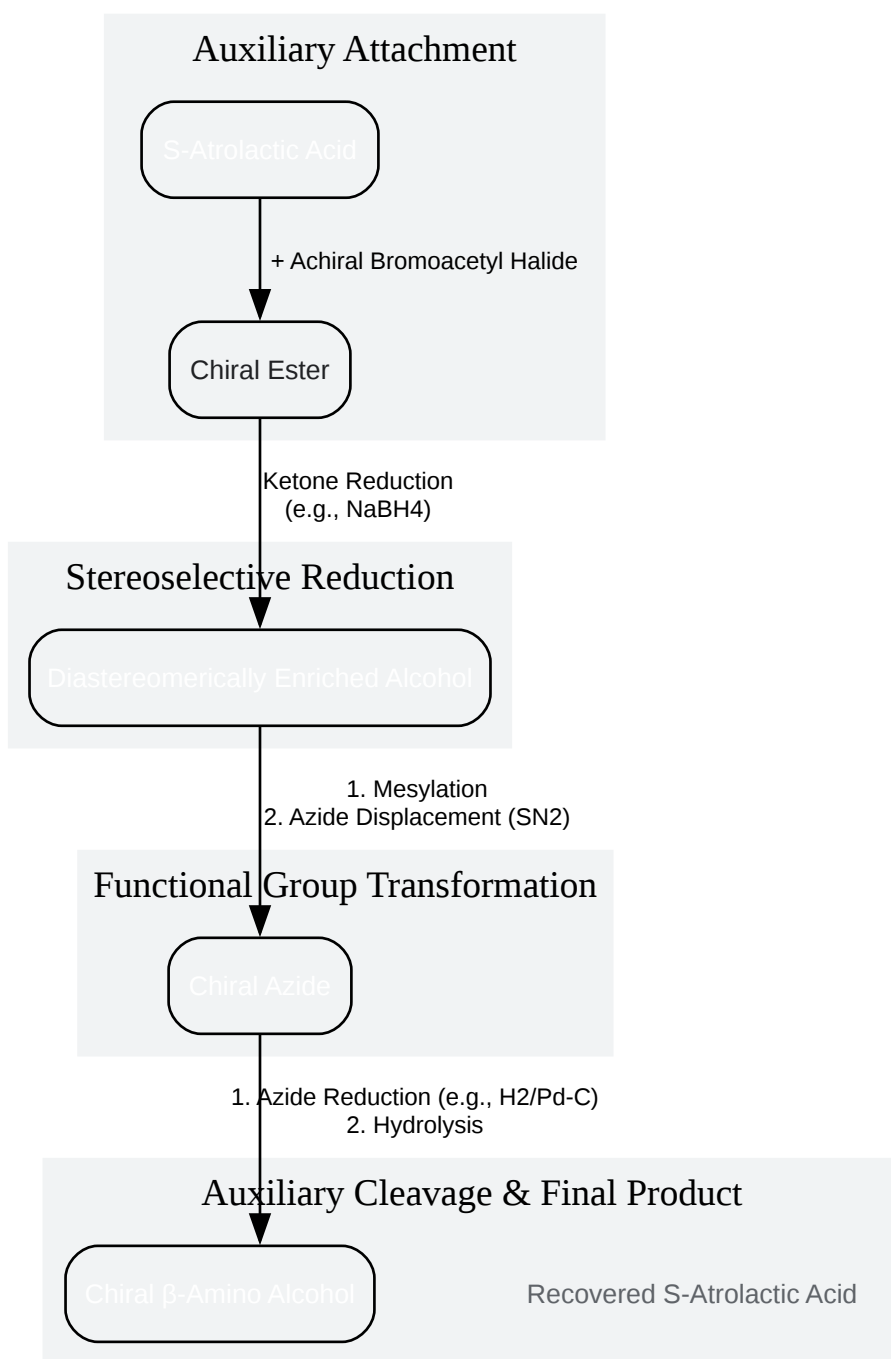 Auxiliary Attachment
S-Atrolactic Acid
+ Achiral Bromoacetyl Halide
Chiral Ester
Ketone Reduction
(e.g., NaBH4)
Stereoselective Reduction
Diastereomerically Enriched Alcohol
1. Mesylation
2. Azide Displacement (SN2)
Functional Group Transformation
Chiral Azide
1. Azide Reduction (e.g., H2/Pd-C)
2. Hydrolysis
Auxiliary Cleavage & Final Product
Chiral β-Amino Alcohol
Recovered S-Atrolactic Acid